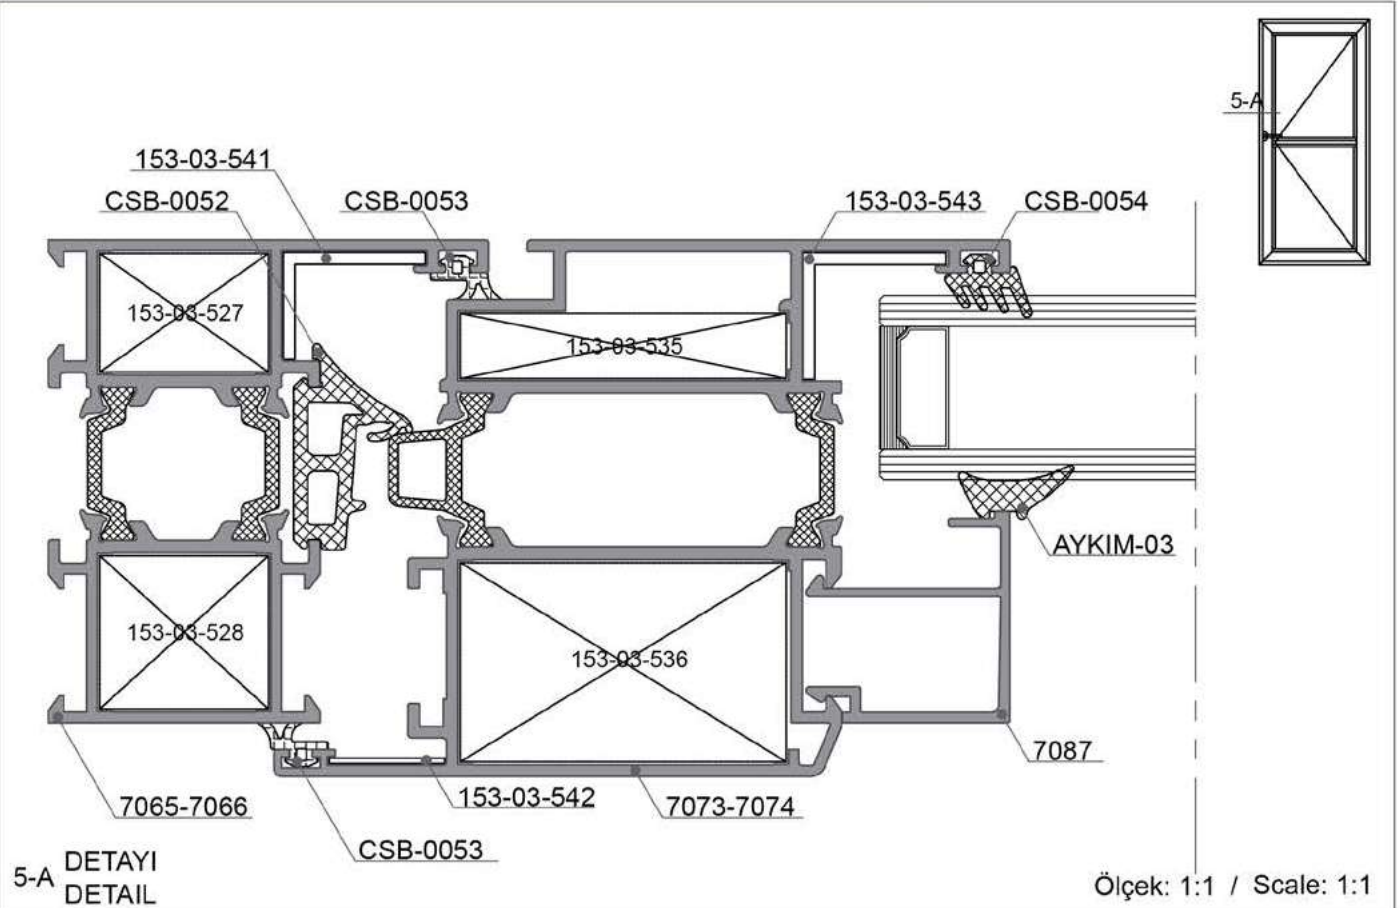 5-A
153-03-541
CSB-0052
CSB-0053
153-03-543
CSB-0054
153-03-527
153-03-535
AYKIM-03
153-03-528
153-03-536
7087
7065-7066
153-03-542
7073-7074
CSB-0053
5-A DETAYI
DETAIL
Ölçek: 1:1 / Scale: 1:1